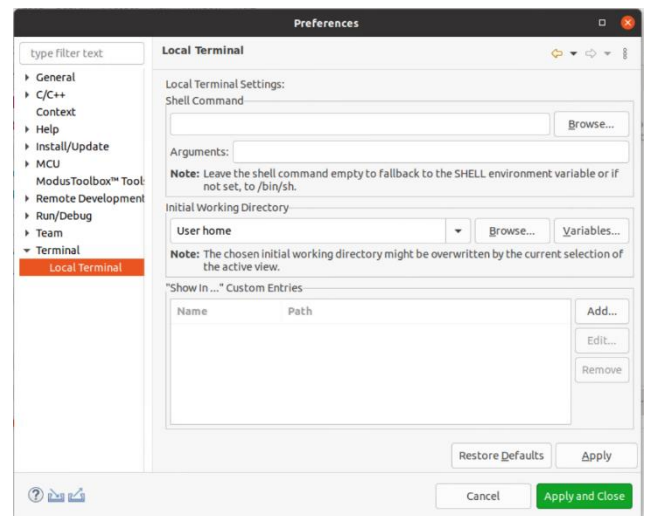 Preferences
type filter text
General
C/C++
Context
Help
Install/Update
MCU
ModusToolbox™ Tool
Remote Development
Run/Debug
Team
Terminal
Local Terminal
Local Terminal
Local Terminal Settings:
Shell Command
Browse...
Arguments:
Note: Leave the shell command empty to fallback to the SHELL environment variable or if
not set, to /bin/sh.
Initial Working Directory
User home Browse... Variables...
Note: The chosen initial working directory might be overwritten by the current selection of
the active view.
"Show In ..." Custom Entries
Name Path
Add...
Edit...
Remove
Restore Defaults Apply
Cancel Apply and Close